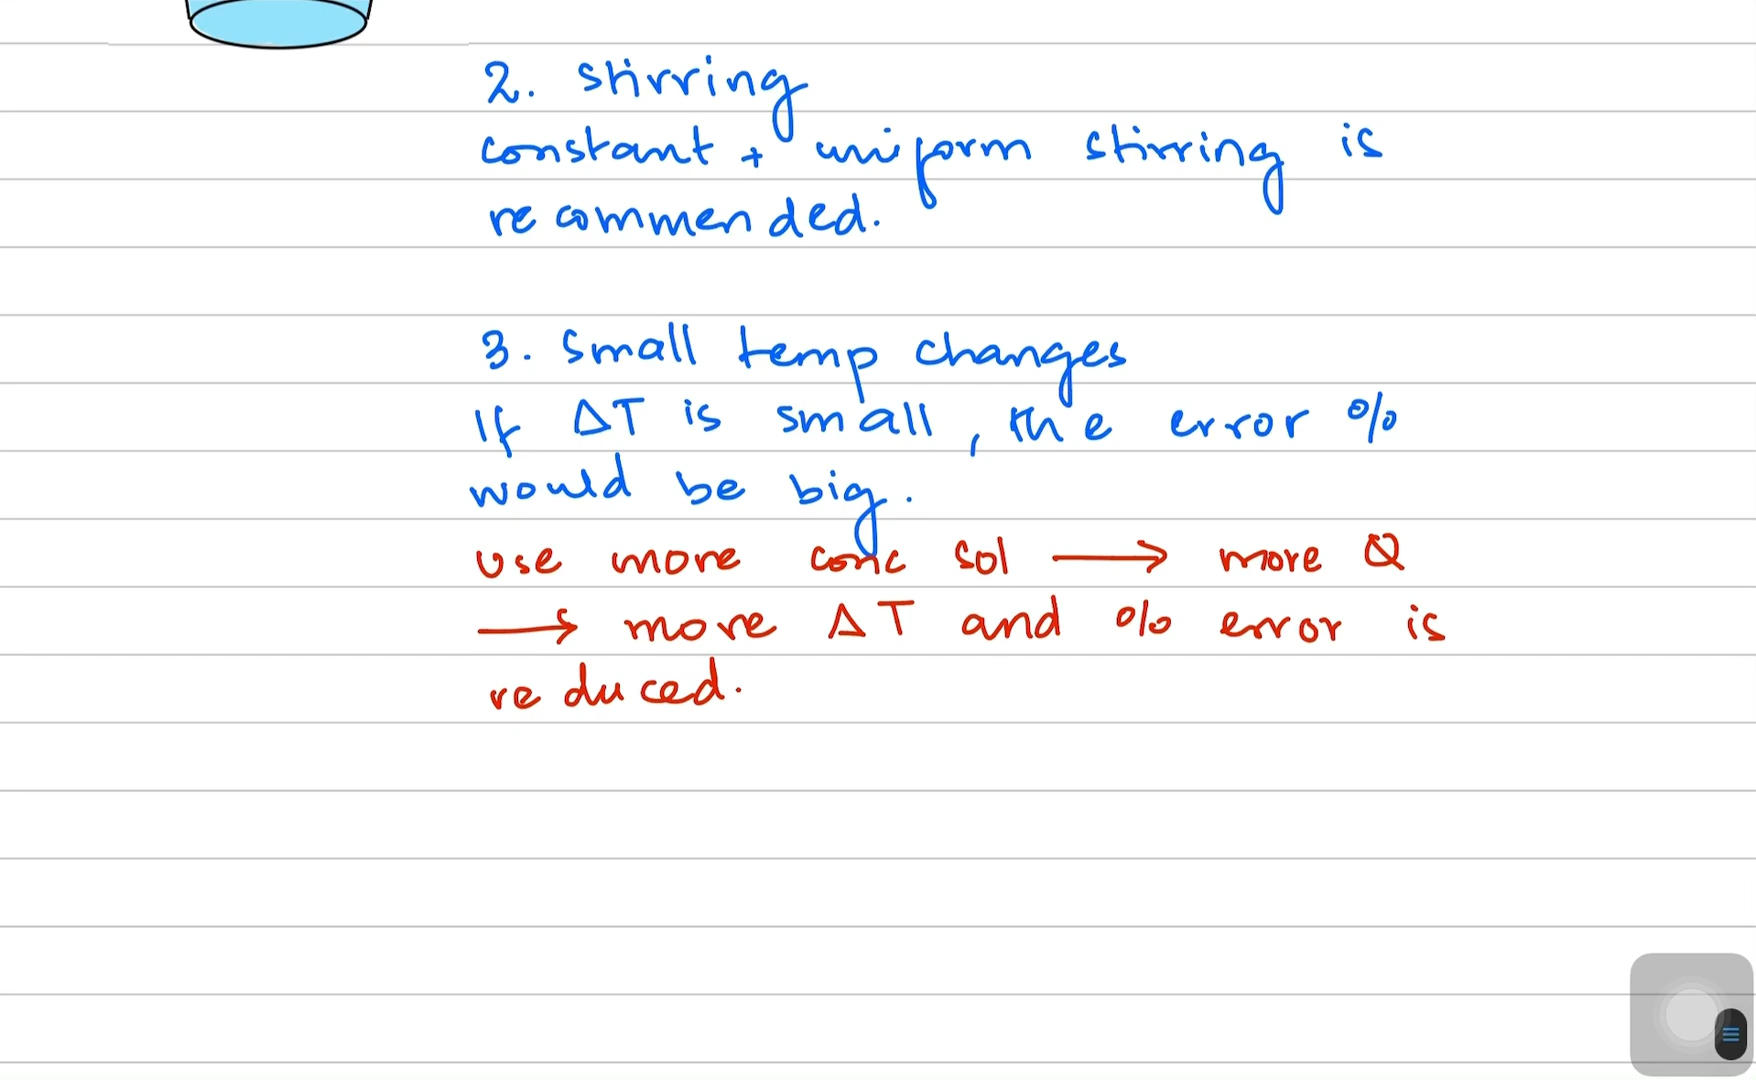 2. Stirring
constant + uniform stirring is
recommended.
3. Small temp changes
If ΔT is small, the error %
would be big.
Use more conc sol ⟶ more Q
⟶ more ΔT and % error is
reduced.